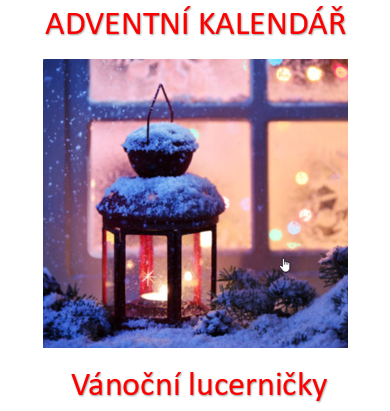 ADVENTNÍ KALENDÁŘ
Vánoční lucerničky